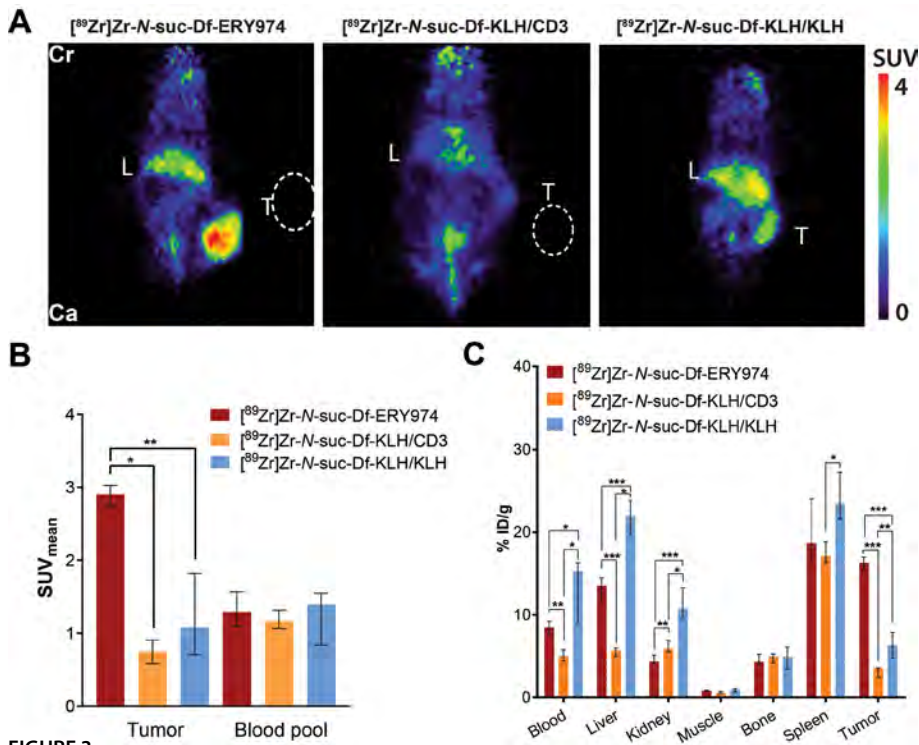 A
[⁸⁹Zr]Zr-N-suc-Df-ERY974
[⁸⁹Zr]Zr-N-suc-Df-KLH/CD3
[⁸⁹Zr]Zr-N-suc-Df-KLH/KLH
Cr
L
T
Ca
L
T
L
T
SUV
4
0
B
[⁸⁹Zr]Zr-N-suc-Df-ERY974
[⁸⁹Zr]Zr-N-suc-Df-KLH/CD3
[⁸⁹Zr]Zr-N-suc-Df-KLH/KLH
SUVmean
4
3
2
1
0
**
*
Tumor
Blood pool
C
[⁸⁹Zr]Zr-N-suc-Df-ERY974
[⁸⁹Zr]Zr-N-suc-Df-KLH/CD3
[⁸⁹Zr]Zr-N-suc-Df-KLH/KLH
% ID/g
40
30
20
10
0
*
*
**
***
*
***
***
*
**
*
***
***
**
Blood
Liver
Kidney
Muscle
Bone
Spleen
Tumor